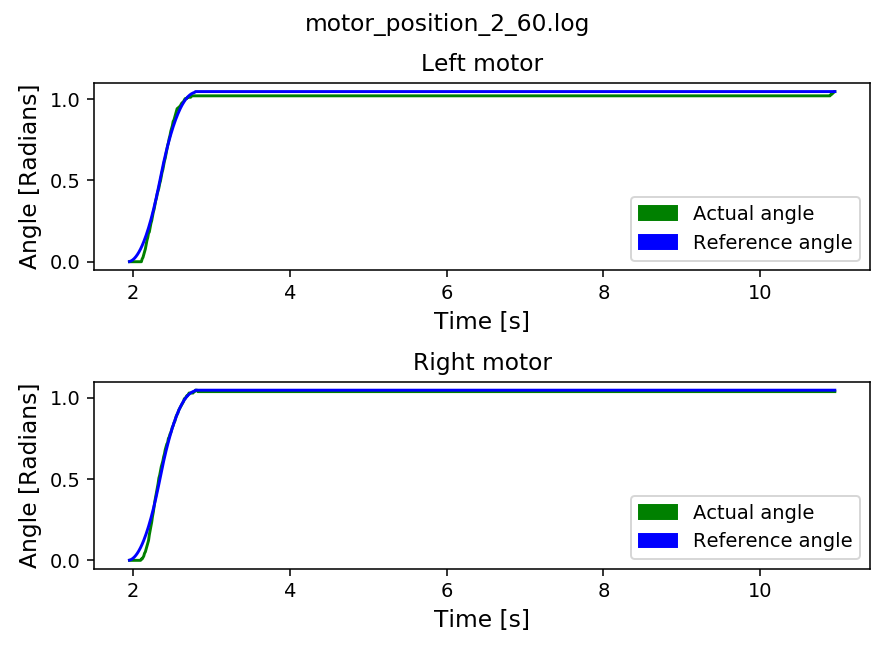 motor_position_2_60.log
Left motor
Angle [Radians]
1.0
0.5
0.0
Actual angle
Reference angle
2 4 6 8 10
Time [s]
Right motor
Angle [Radians]
1.0
0.5
0.0
Actual angle
Reference angle
2 4 6 8 10
Time [s]